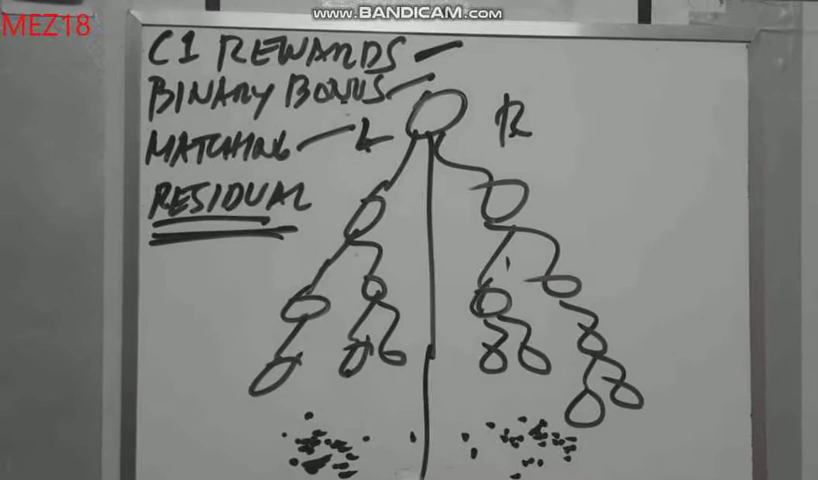 www.BANDICAM.com
MEZ18
C1 REWARDS
BINARY BONUS
MATCHING
RESIDUAL
L
R